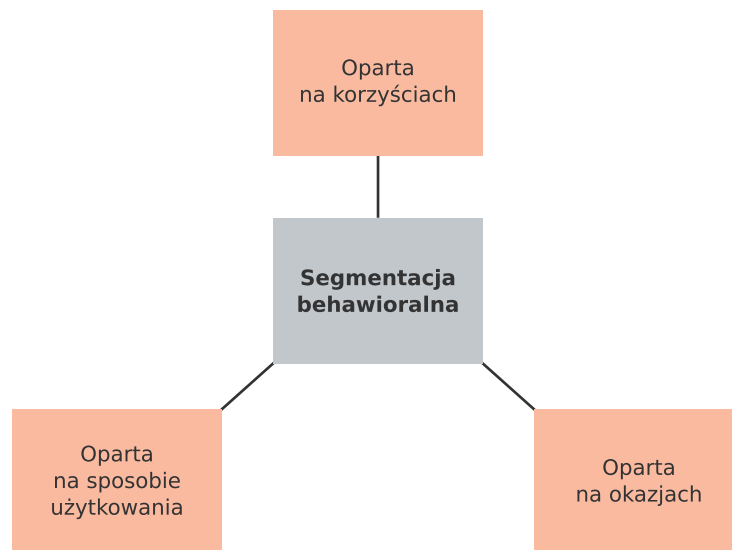 Oparta
na korzyściach
Segmentacja
behawioralna
Oparta
na sposobie
użytkowania
Oparta
na okazjach